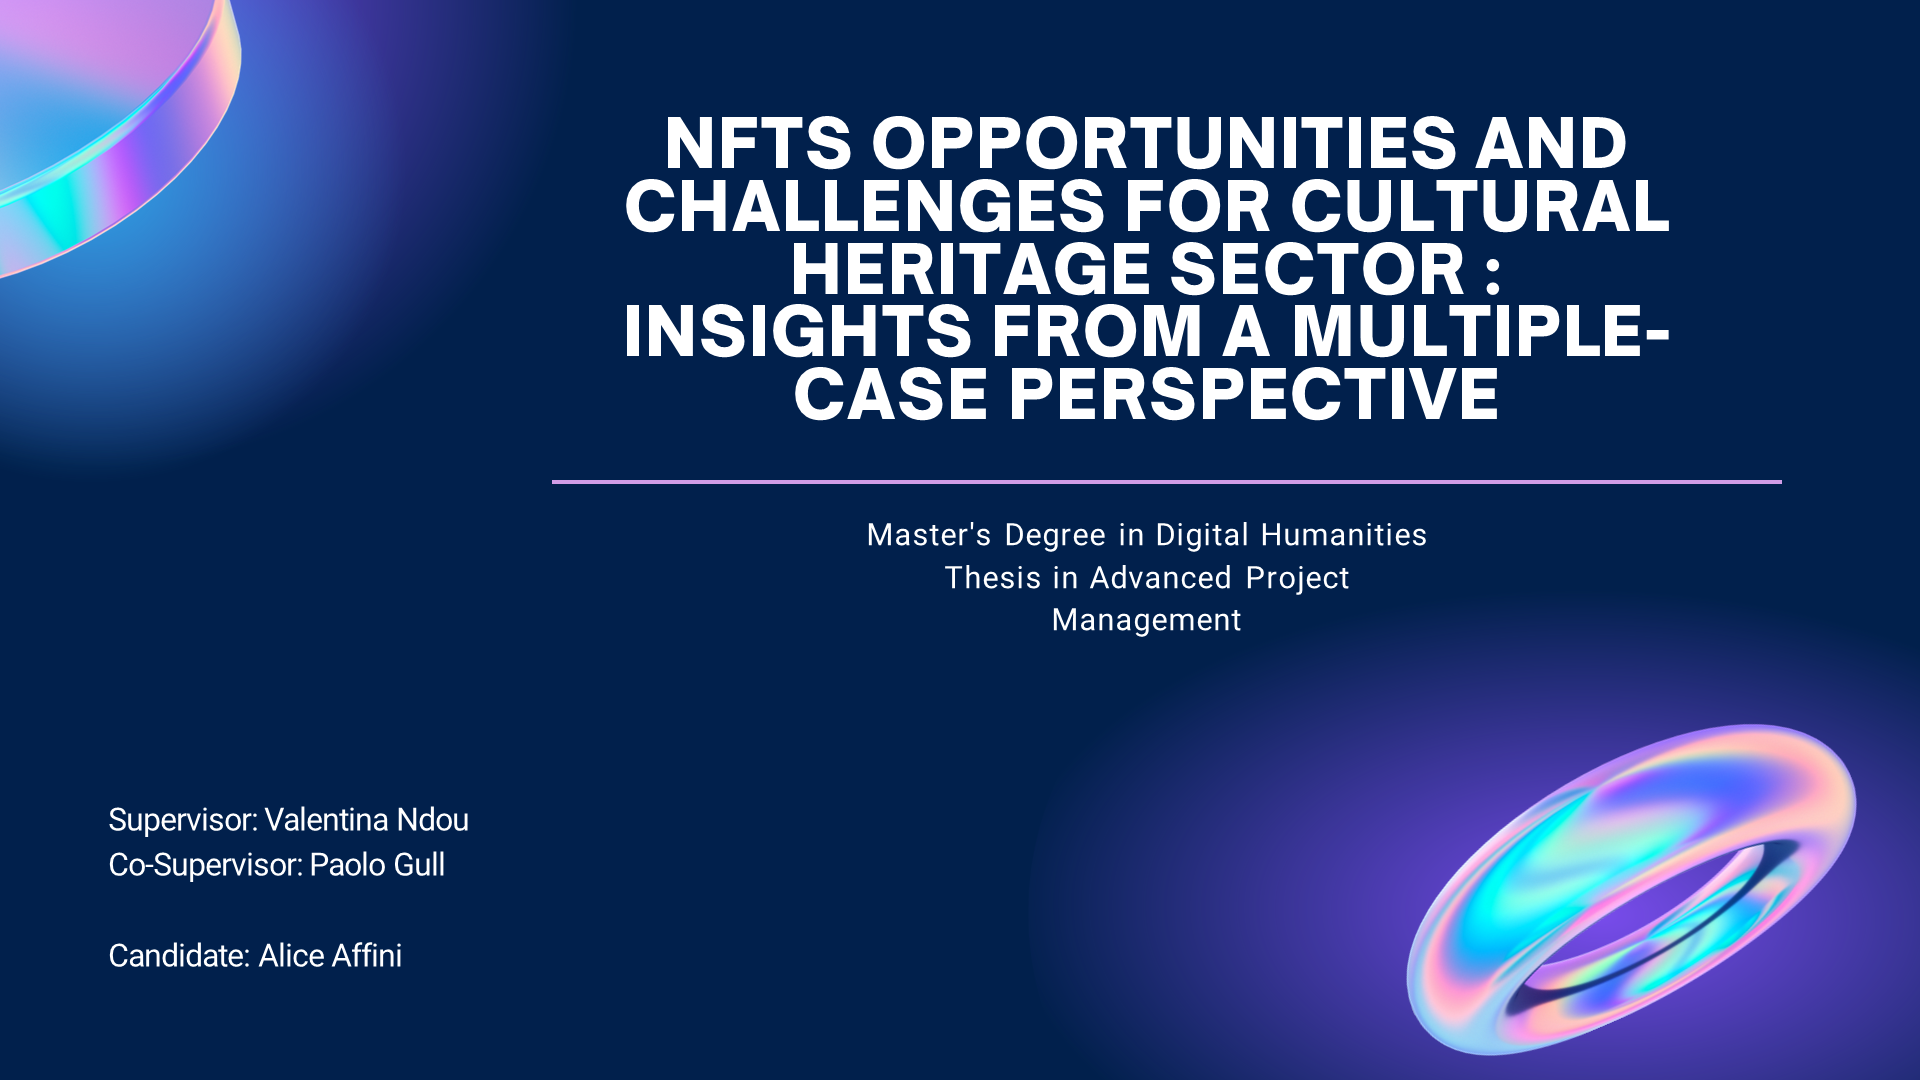 NFTS OPPORTUNITIES AND
CHALLENGES FOR CULTURAL
HERITAGE SECTOR :
INSIGHTS FROM A MULTIPLE-
CASE PERSPECTIVE
Master's Degree in Digital Humanities
Thesis in Advanced Project
Management
Supervisor: Valentina Ndou
Co-Supervisor: Paolo Gull
Candidate: Alice Affini